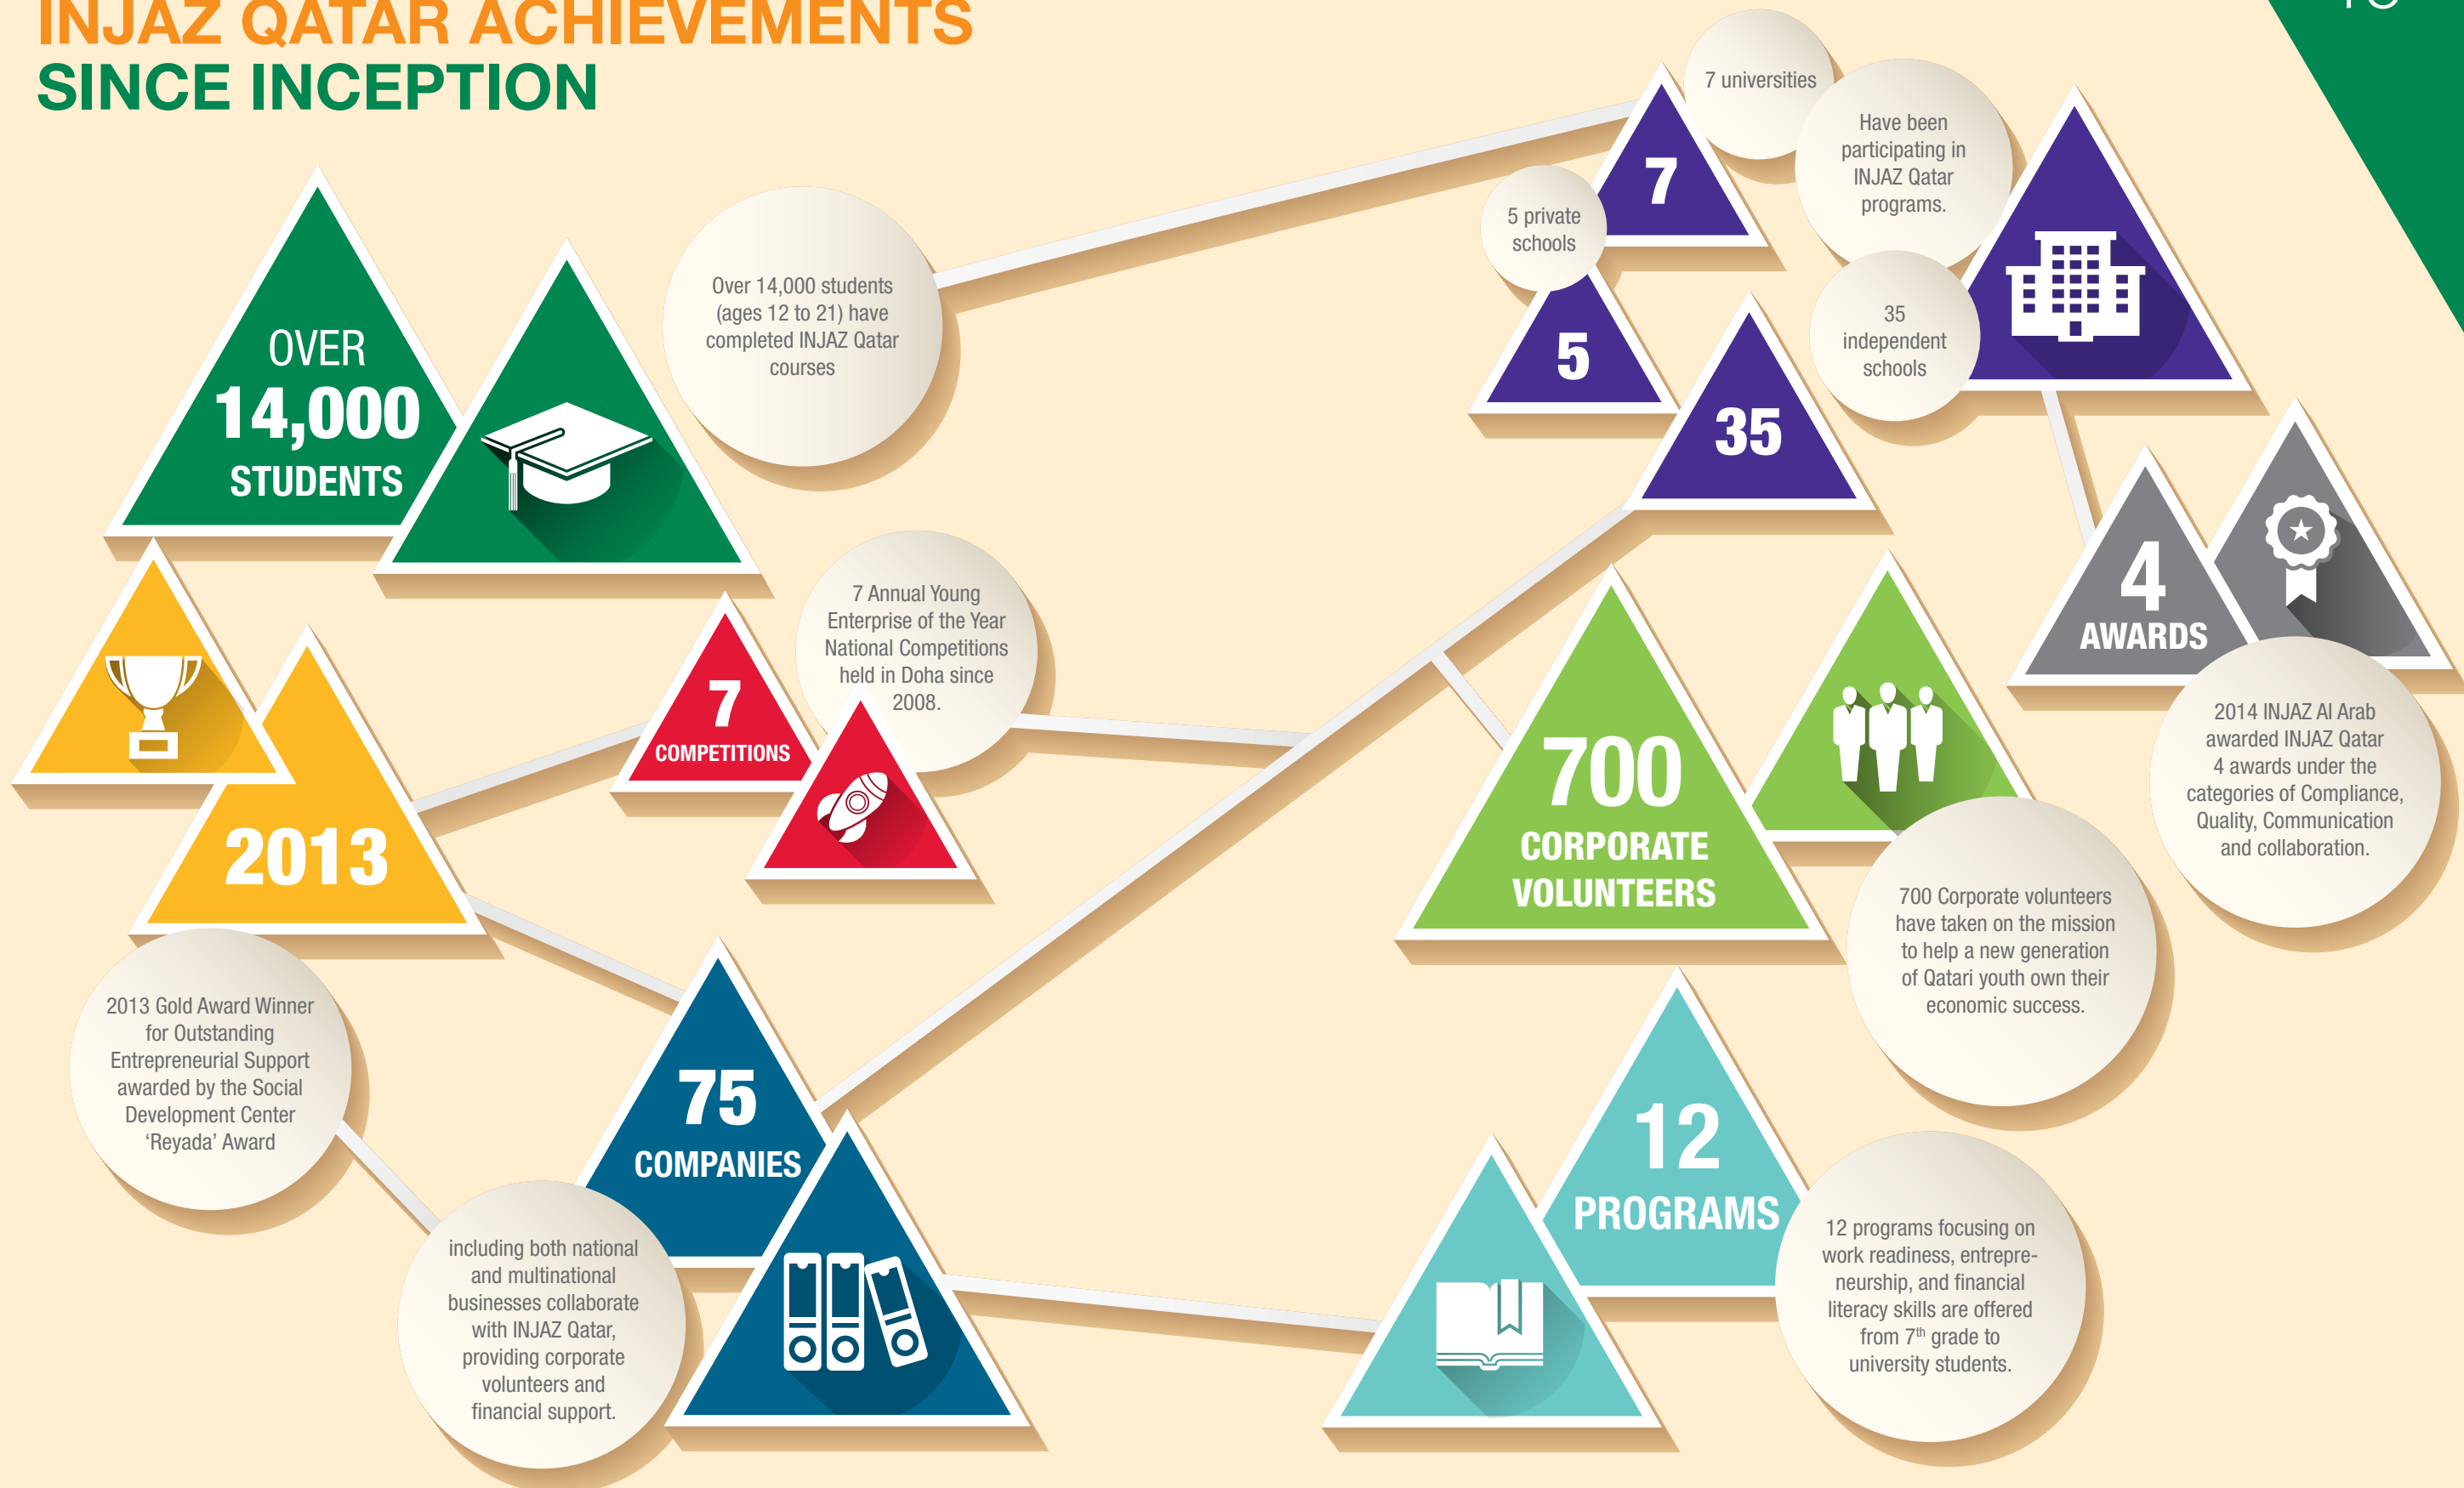 INJAZ QATAR ACHIEVEMENTS
SINCE INCEPTION
OVER
14,000
STUDENTS
Over 14,000 students
(ages 12 to 21) have
completed INJAZ Qatar
courses
7
7 universities
5 private
schools
5
35
Have been
participating in
INJAZ Qatar
programs.
35
independent
schools
4
AWARDS
2014 INJAZ Al Arab
awarded INJAZ Qatar
4 awards under the
categories of Compliance,
Quality, Communication
and collaboration.
7
COMPETITIONS
7 Annual Young
Enterprise of the Year
National Competitions
held in Doha since
2008.
2013
2013 Gold Award Winner
for Outstanding
Entrepreneurial Support
awarded by the Social
Development Center
‘Reyada’ Award
700
CORPORATE
VOLUNTEERS
700 Corporate volunteers
have taken on the mission
to help a new generation
of Qatari youth own their
economic success.
75
COMPANIES
including both national
and multinational
businesses collaborate
with INJAZ Qatar,
providing corporate
volunteers and
financial support.
12
PROGRAMS
12 programs focusing on
work readiness, entrepre-
neurship, and financial
literacy skills are offered
from 7th grade to
university students.